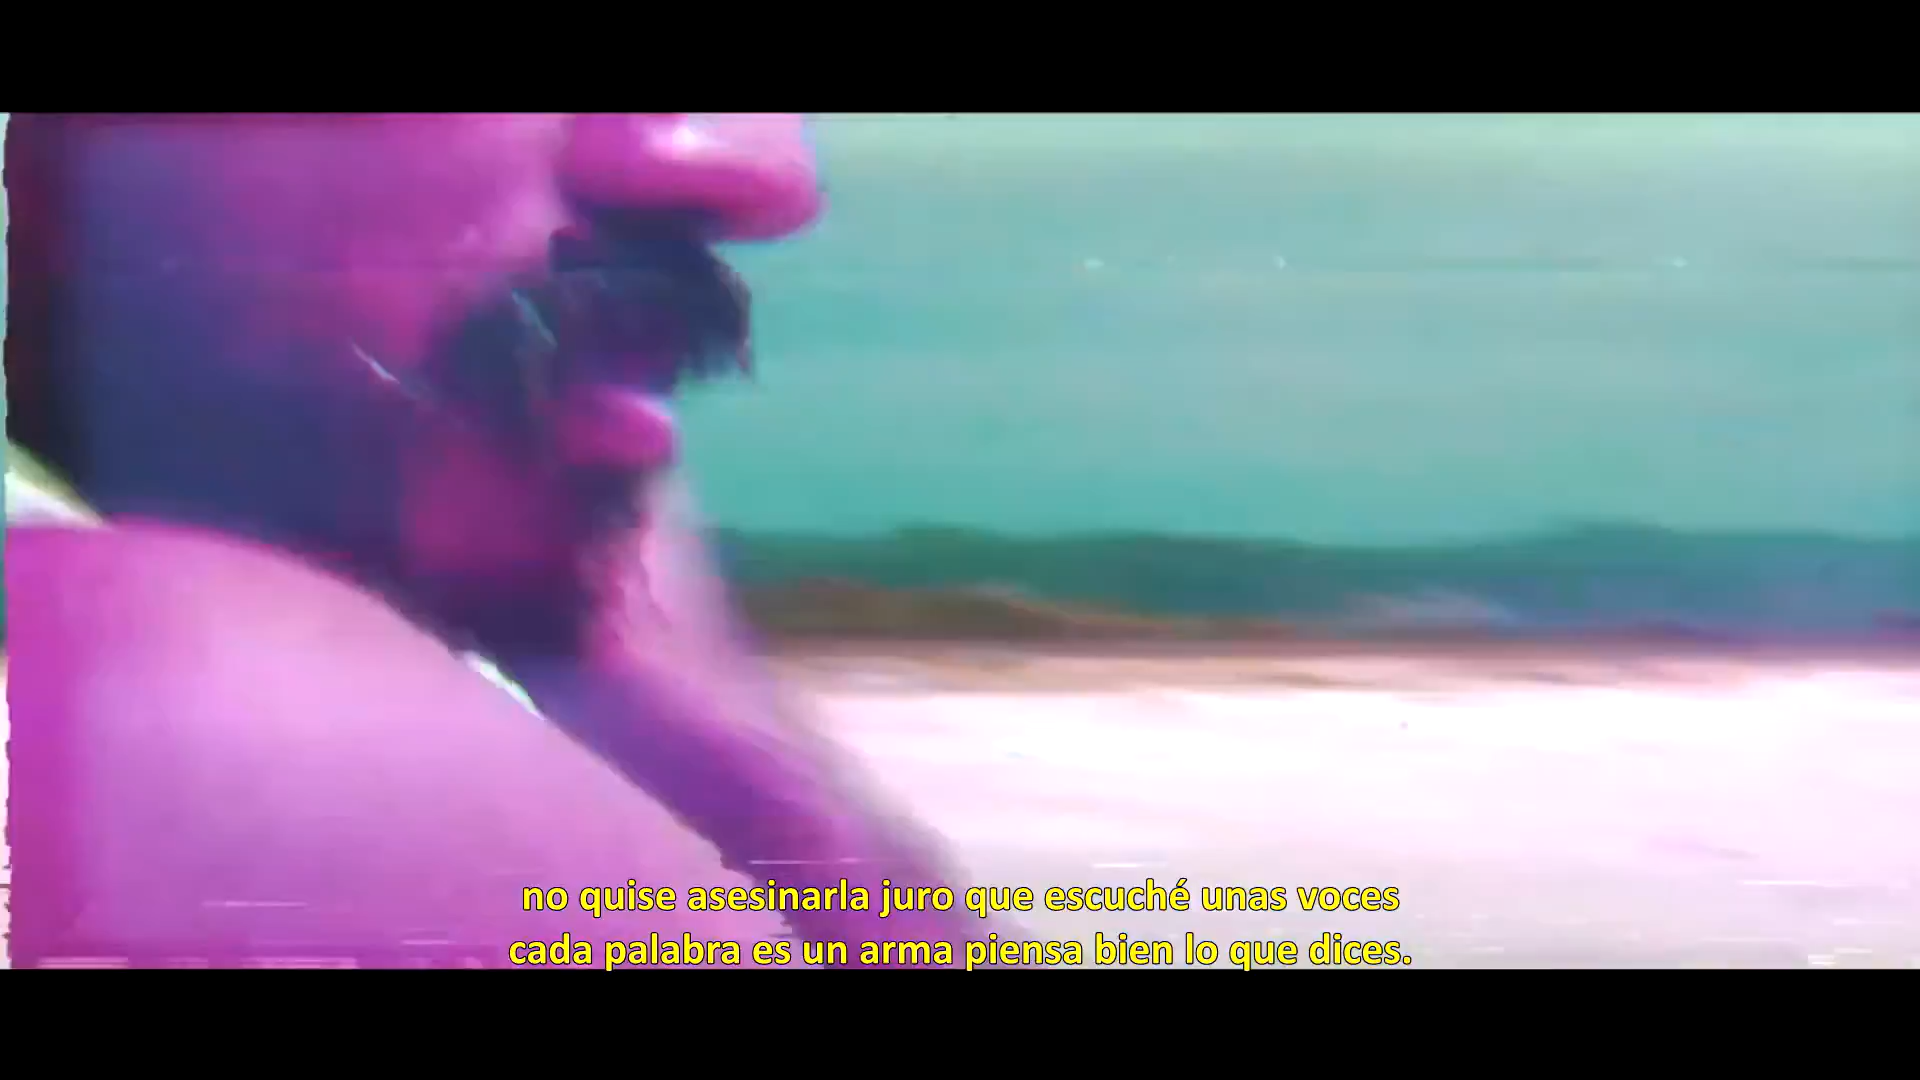 no quise asesinarla juro que escuché unas voces
cada palabra es un arma piensa bien lo que dices.